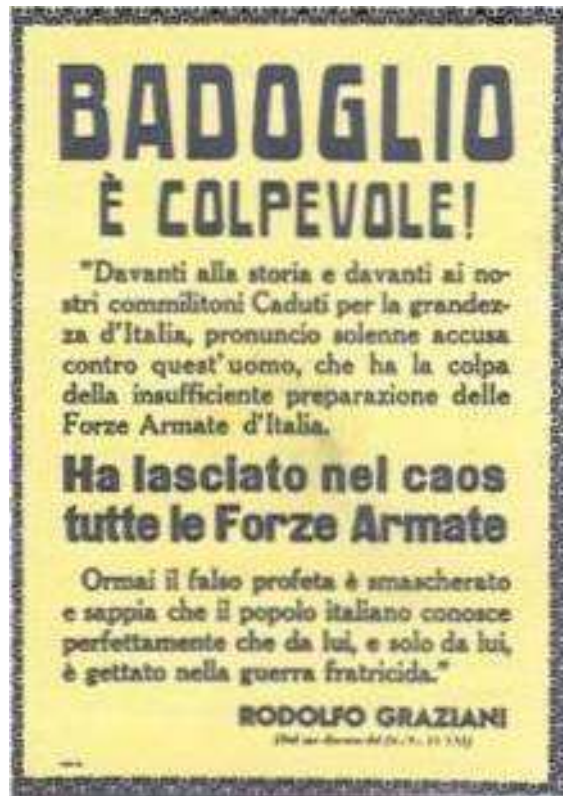 BADOGLIO
È COLPEVOLE!
"Davanti alla storia e davanti ai no-
stri commilitoni Caduti per la grandez-
za d'Italia, pronuncio solenne accusa
contro quest'uomo, che ha la colpa
della insufficiente preparazione delle
Forze Armate d'Italia.
Ha lasciato nel caos
tutte le Forze Armate
Ormai il falso profeta è smascherato
e sappia che il popolo italiano conosce
perfettamente che da lui, e solo da lui,
è gettato nella guerra fratricida."
RODOLFO GRAZIANI